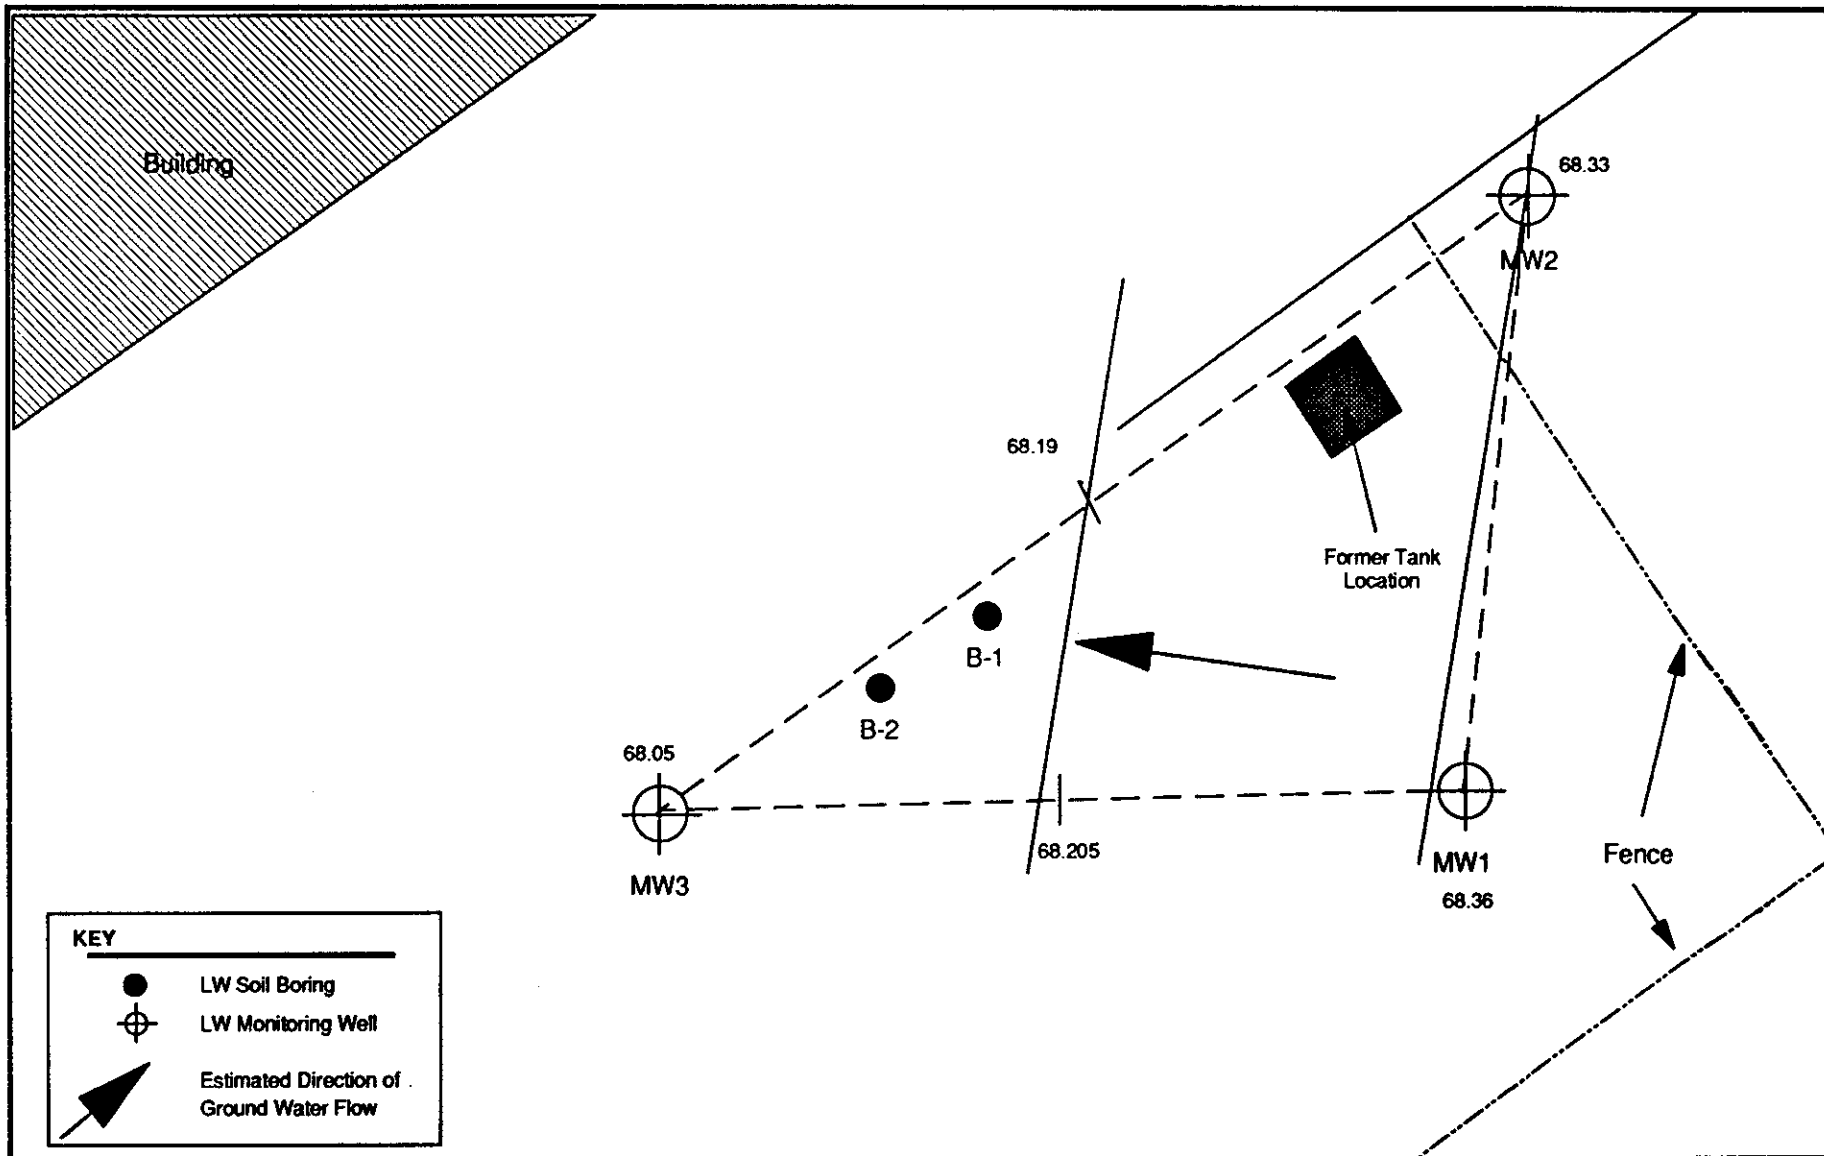 Building
68.33
MW2
68.19
Former Tank
Location
B-1
B-2
68.05
MW3
68.205
MW1
68.36
Fence
KEY
LW Soil Boring
LW Monitoring Well
Estimated Direction of
Ground Water Flow